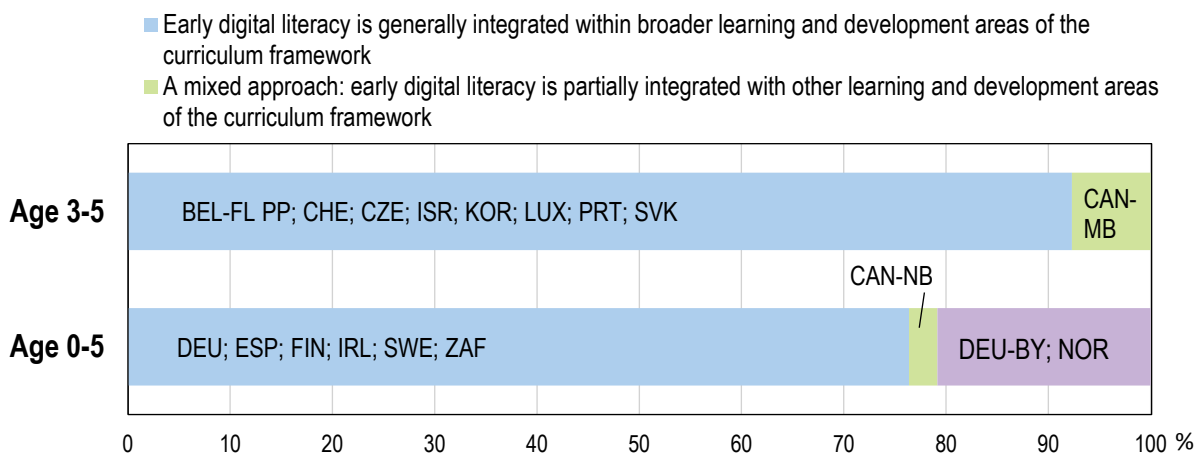 Early digital literacy is generally integrated within broader learning and development areas of the
curriculum framework
A mixed approach: early digital literacy is partially integrated with other learning and development areas
of the curriculum framework
Age 3-5
BEL-FL PP; CHE; CZE; ISR; KOR; LUX; PRT; SVK
CAN-
MB
CAN-NB
Age 0-5
DEU; ESP; FIN; IRL; SWE; ZAF
DEU-BY; NOR
0 10 20 30 40 50 60 70 80 90 100 %